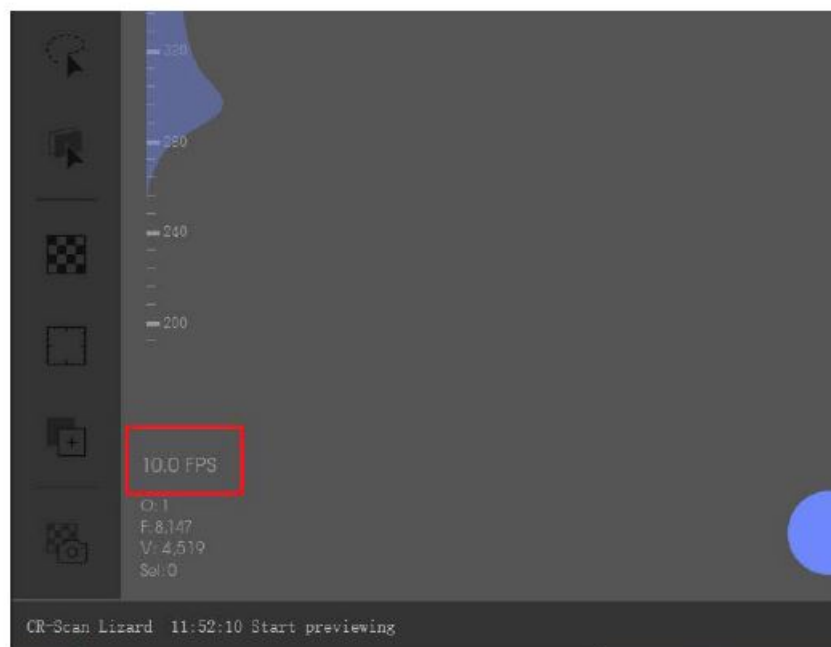 320
280
240
200
10.0 FPS
O: 1
F: 8,147
V: 4,519
Sel: 0
CR-Scan Lizard 11:52:10 Start previewing